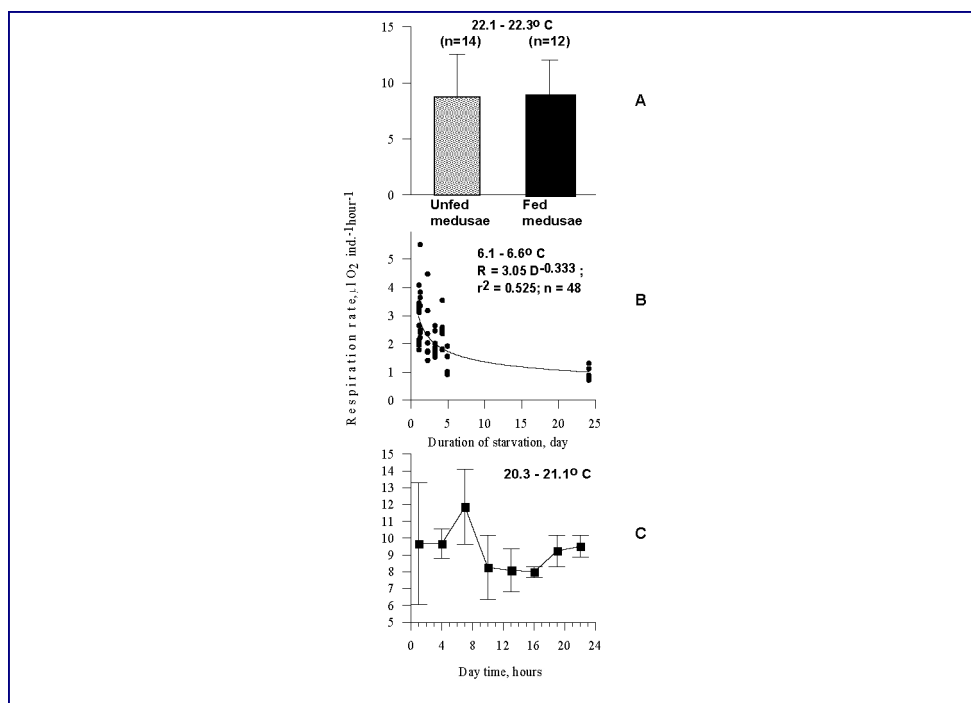 Respiration rate, µl O2 ind.-1 hour-1
22.1 - 22.3º C
(n=14) (n=12)
15
10
5
0
Unfed medusae
Fed medusae
A
6.1 - 6.6º C
R = 3.05 D-0.333 ;
r2 = 0.525; n = 48
5
4
3
2
1
0
0 5 10 15 20 25
Duration of starvation, day
B
20.3 - 21.1º C
15
14
13
12
11
10
9
8
7
6
5
0 4 8 12 16 20 24
Day time, hours
C